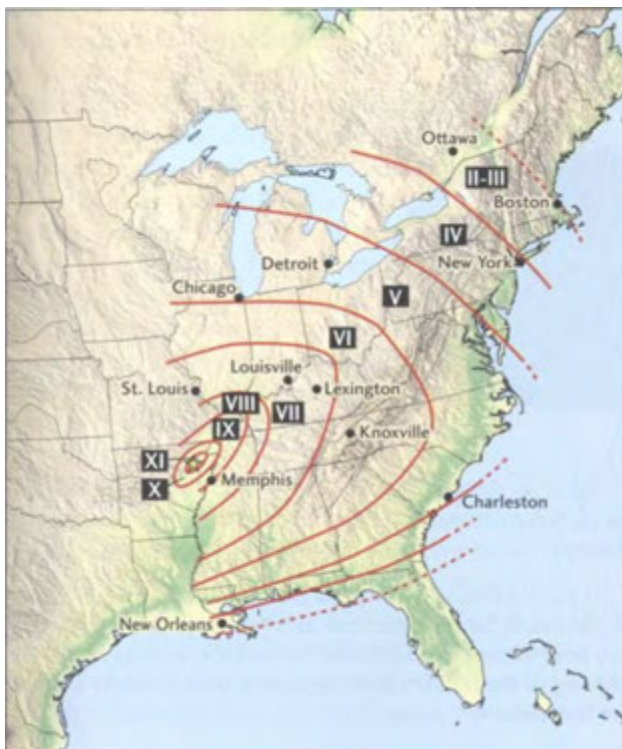 Ottawa
II-III
Boston
IV
Detroit
New York
Chicago
V
VI
Louisville
St. Louis
Lexington
VIII
VII
IX
Knoxville
XI
Memphis
X
Charleston
New Orleans